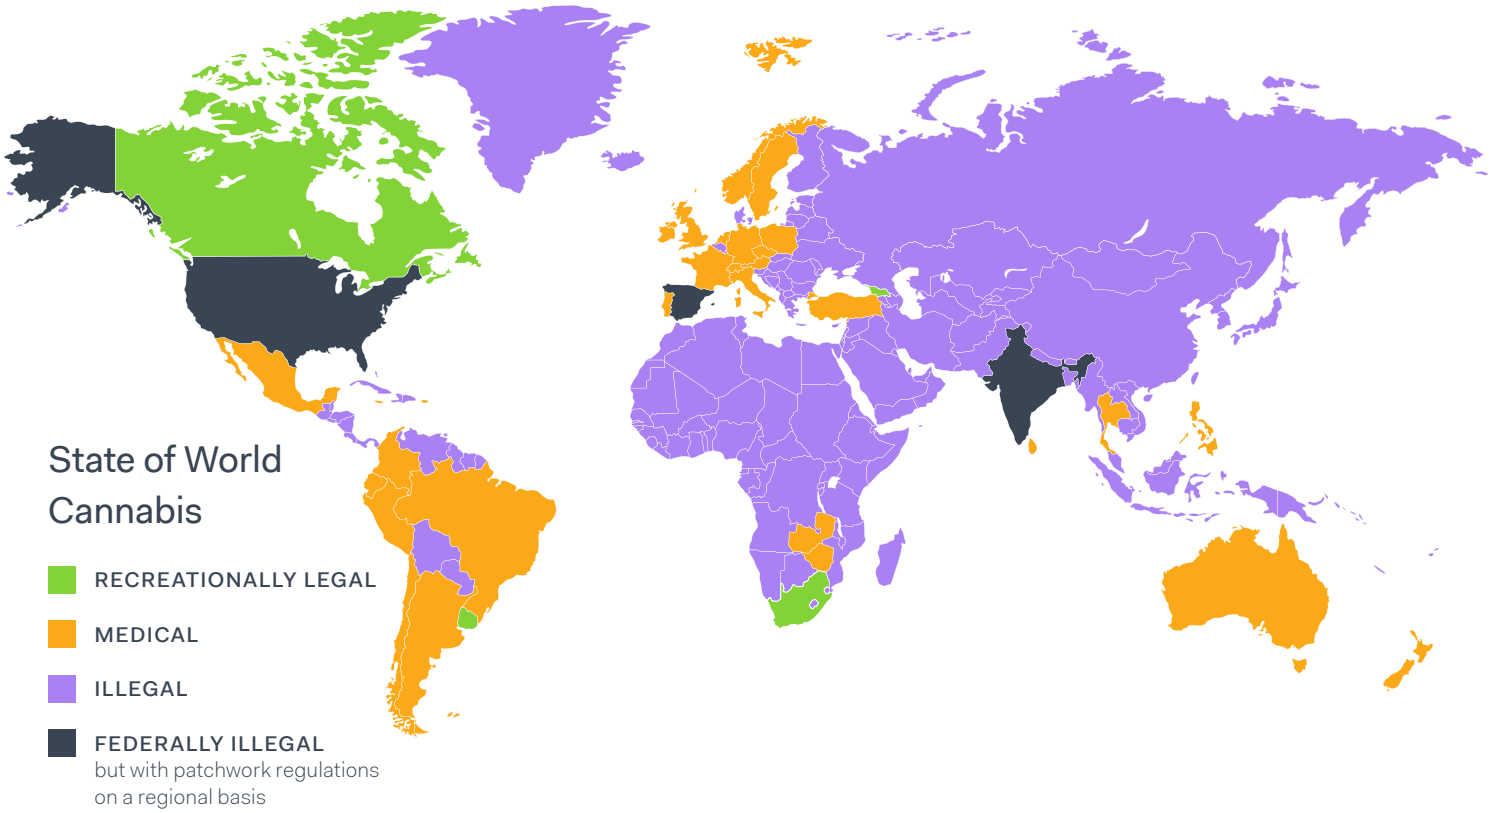 State of World
Cannabis
RECREATIONALLY LEGAL
MEDICAL
ILLEGAL
FEDERALLY ILLEGAL
but with patchwork regulations
on a regional basis